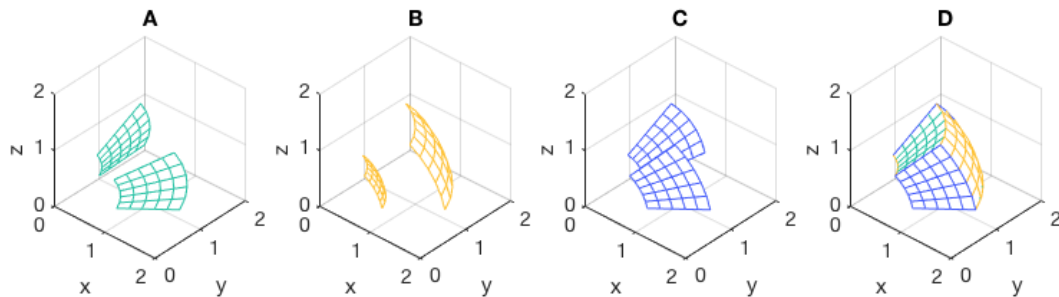 A B C D
2 2 2 2
z 1 z 1 z 1 z 1
0 0 0 0
0 2 0 2 0 2 0 2
1 1 1 1 1 1 1 1
x 2 0 y x 2 0 y x 2 0 y x 2 0 y